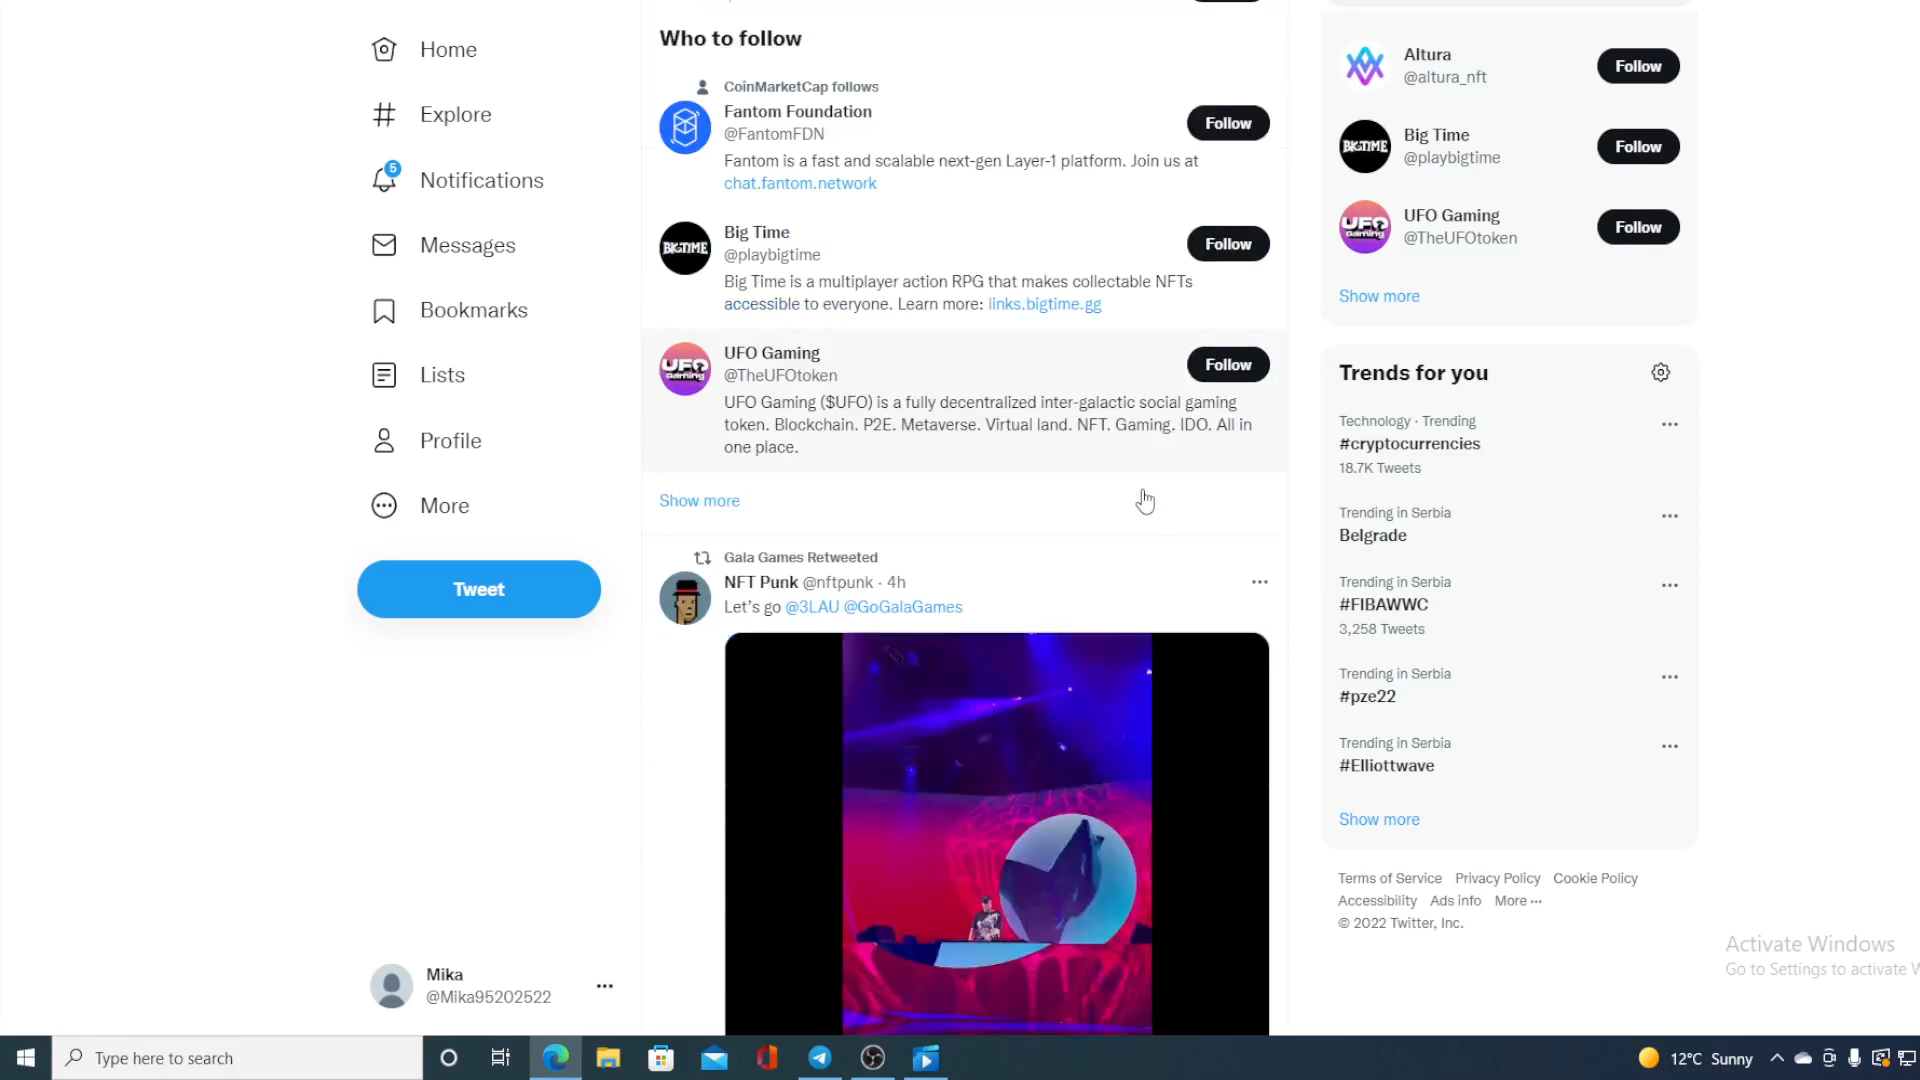 Home
Explore
5
Notifications
Messages
Bookmarks
Lists
Profile
More
Tweet
Mika
@Mika95202522
Who to follow
CoinMarketCap follows
Fantom Foundation
@FantomFDN
Follow
Fantom is a fast and scalable next-gen Layer-1 platform. Join us at
chat.fantom.network
BIGTIME
Big Time
@playbigtime
Follow
Big Time is a multiplayer action RPG that makes collectable NFTs
accessible to everyone. Learn more: links.bigtime.gg
UFO
Gaming
UFO Gaming
@TheUFOtoken
Follow
UFO Gaming ($UFO) is a fully decentralized inter-galactic social gaming
token. Blockchain. P2E. Metaverse. Virtual land. NFT. Gaming. IDO. All in
one place.
Show more
Gala Games Retweeted
NFT Punk @nftpunk · 4h
Let's go @3LAU @GoGalaGames
Altura
@altura_nft
Follow
BIGTIME
Big Time
@playbigtime
Follow
UFO
Gaming
UFO Gaming
@TheUFOtoken
Follow
Show more
Trends for you
Technology · Trending
#cryptocurrencies
18.7K Tweets
Trending in Serbia
Belgrade
Trending in Serbia
#FIBAWWC
3,258 Tweets
Trending in Serbia
#pze22
Trending in Serbia
#Elliottwave
Show more
Terms of Service Privacy Policy Cookie Policy
Accessibility Ads info More ···
© 2022 Twitter, Inc.
Activate Windows
Go to Settings to activate W
Type here to search
12°C Sunny